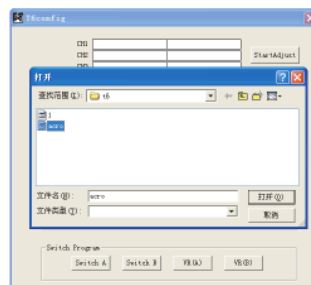 T6config
CH1
CH2
StartAdjust
打开
查找范围(I):
t6
1
acro
文件名(N):
acro
打开(O)
文件类型(T):
取消
Switch Program
Switch A
Switch B
VR(A)
VR(B)